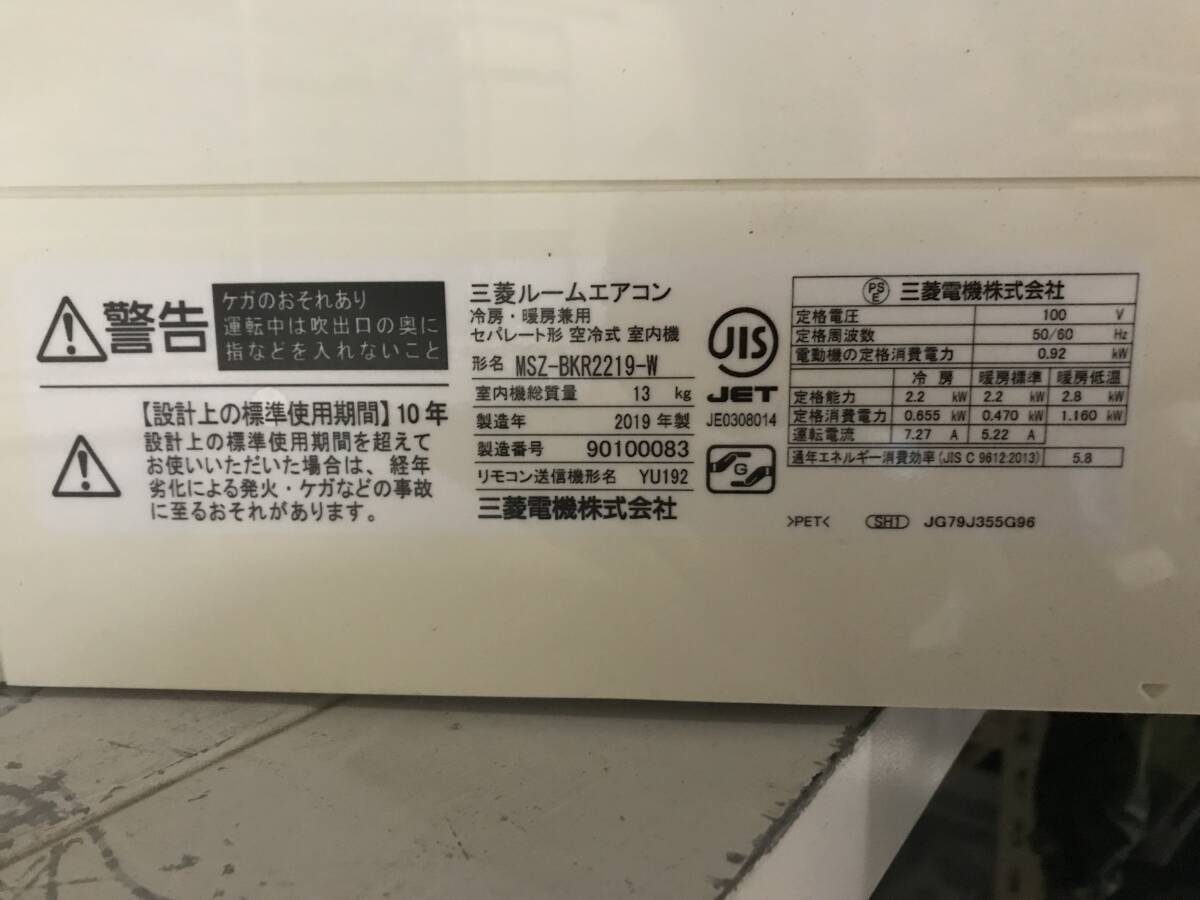 警告
ケガのおそれあり
運転中は吹出口の奥に
指などを入れないこと
【設計上の標準使用期間】10年
設計上の標準使用期間を超えて
お使いいただいた場合は、経年
劣化による発火・ケガなどの事故
に至るおそれがあります。
三菱ルームエアコン
冷房・暖房兼用
セパレート形 空冷式 室内機
形名 MSZ-BKR2219-W
室内機総質量 13 kg
製造年 2019 年製
製造番号 90100083
リモコン送信機形名 YU192
三菱電機株式会社
JIS
JET
JE0308014
G
PSE 三菱電機株式会社
定格電圧 100 V
定格周波数 50/60 Hz
電動機の定格消費電力 0.92 kW
冷房 暖房標準 暖房低温
定格能力 2.2 kW 2.2 kW 2.8 kW
定格消費電力 0.655 kW 0.470 kW 1.160 kW
運転電流 7.27 A 5.22 A
通年エネルギー消費効率(JIS C 9612:2013) 5.8
>PET< SHI JG79J355G96